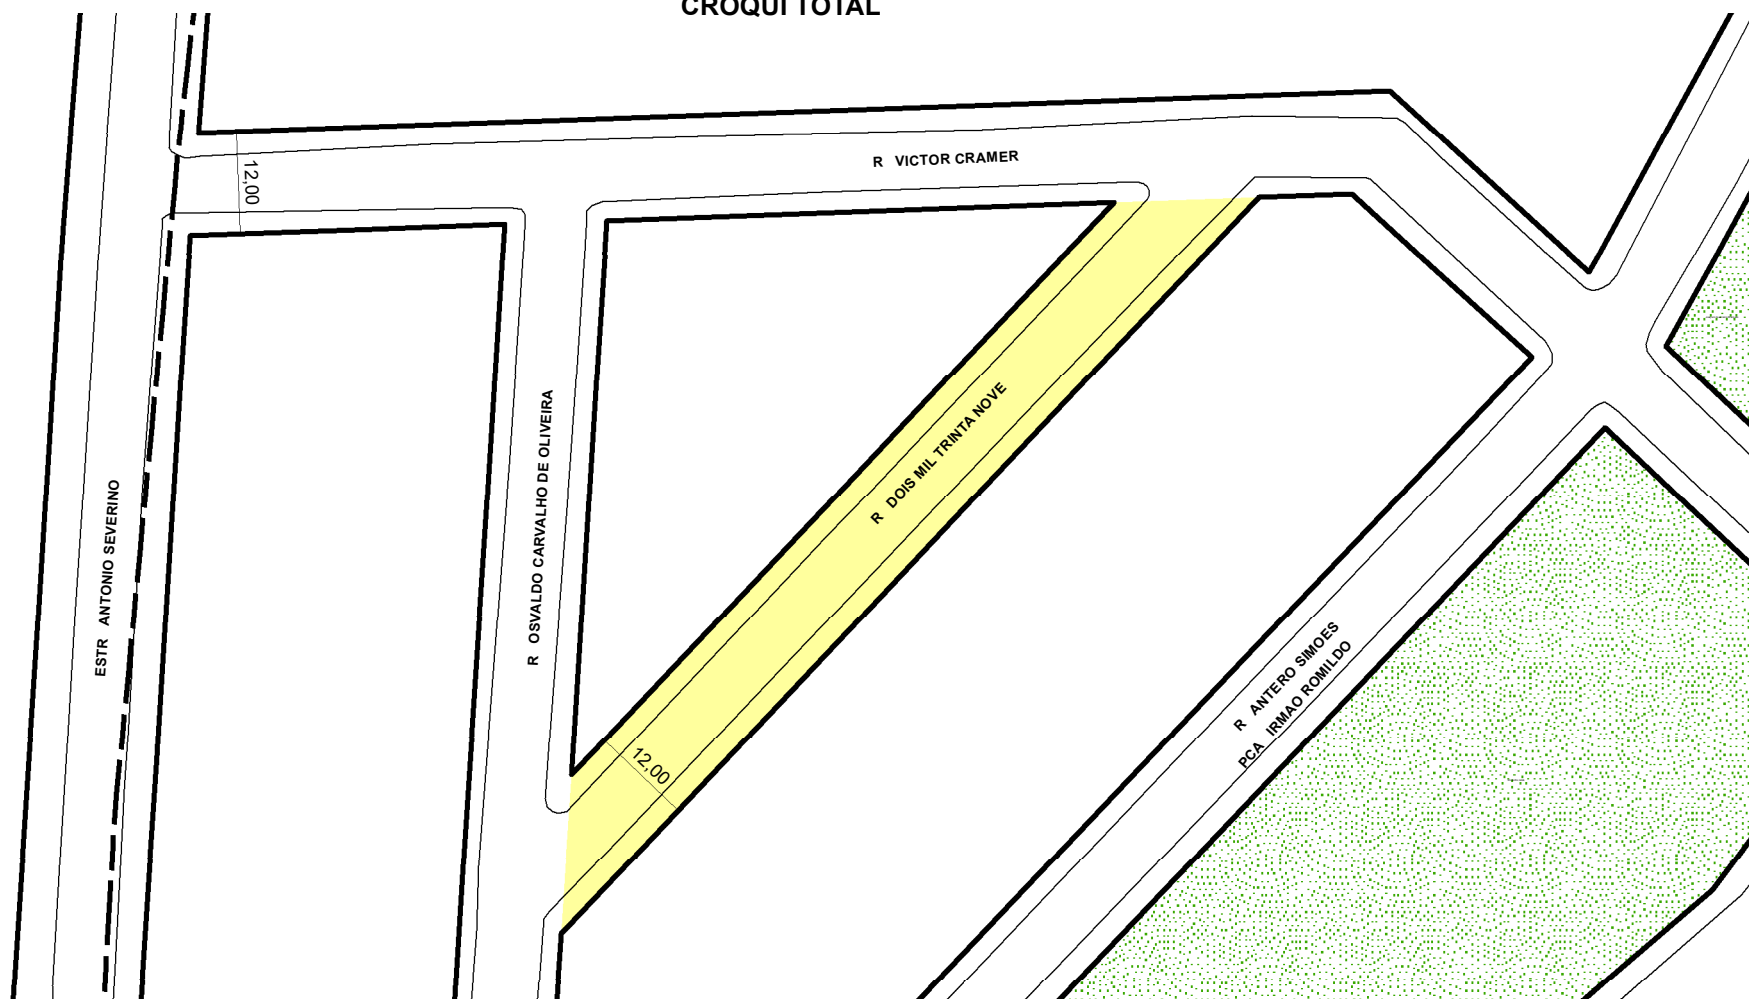 CROQUI TOTAL
R VICTOR CRAMER
12,00
R OSVALDO CARVALHO DE OLIVEIRA
R DOIS MIL TRINTA NOVE
ESTR ANTONIO SEVERINO
12,00
R ANTERO SIMOES
PCA IRMAO ROMILDO